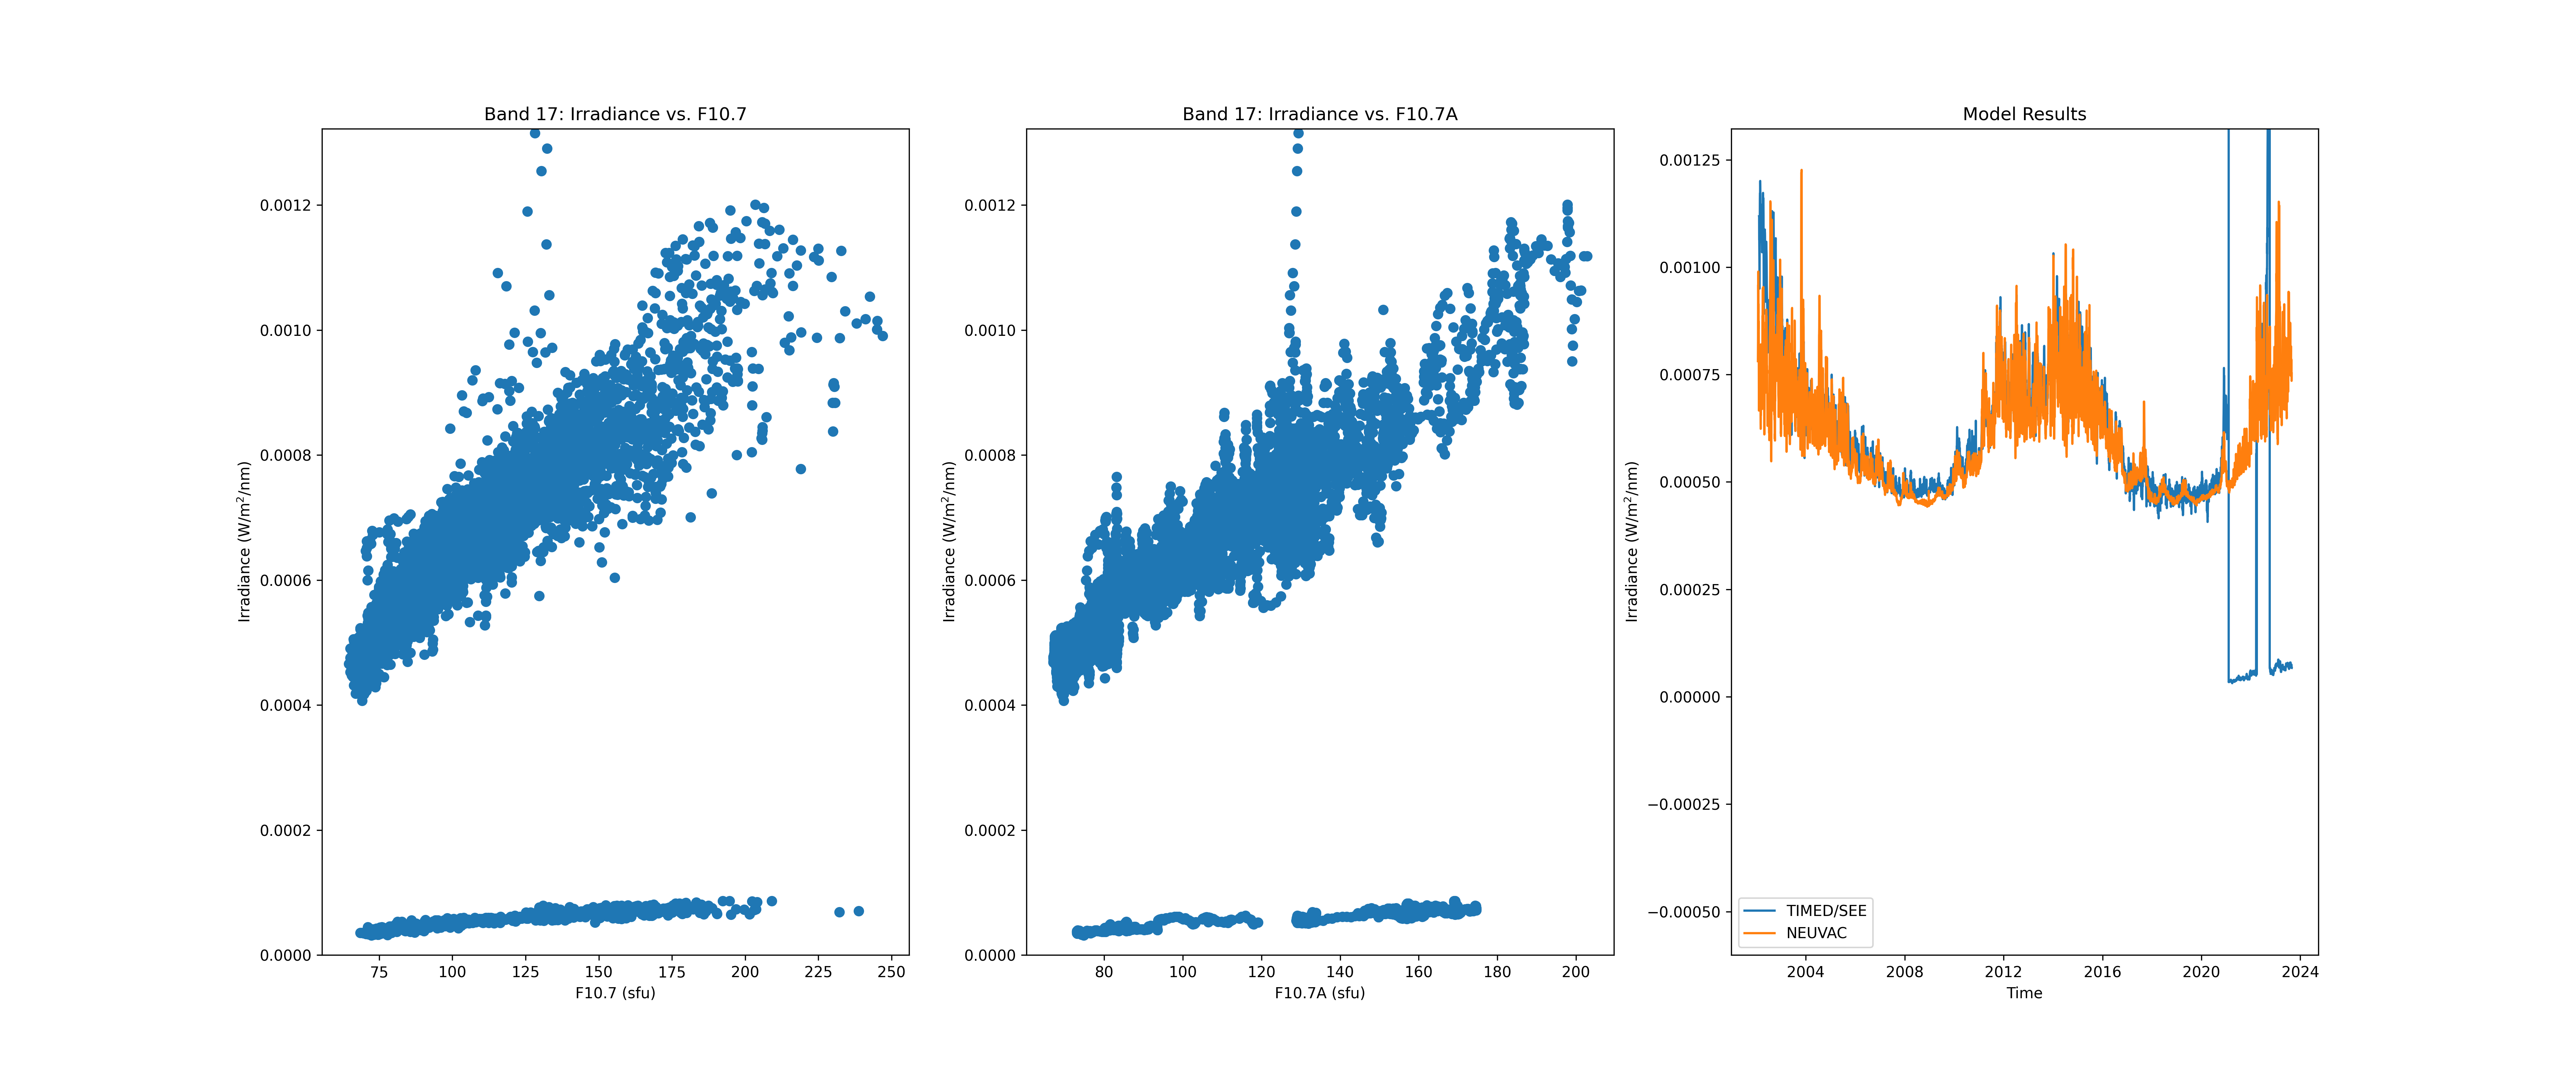 Band 17: Irradiance vs. F10.7
Irradiance (W/m²/nm)
0.0012
0.0010
0.0008
0.0006
0.0004
0.0002
0.0000
75 100 125 150 175 200 225 250
F10.7 (sfu)
Band 17: Irradiance vs. F10.7A
Irradiance (W/m²/nm)
0.0012
0.0010
0.0008
0.0006
0.0004
0.0002
0.0000
80 100 120 140 160 180 200
F10.7A (sfu)
Model Results
Irradiance (W/m²/nm)
0.00125
0.00100
0.00075
0.00050
0.00025
0.00000
−0.00025
−0.00050
TIMED/SEE
NEUVAC
2004 2008 2012 2016 2020 2024
Time